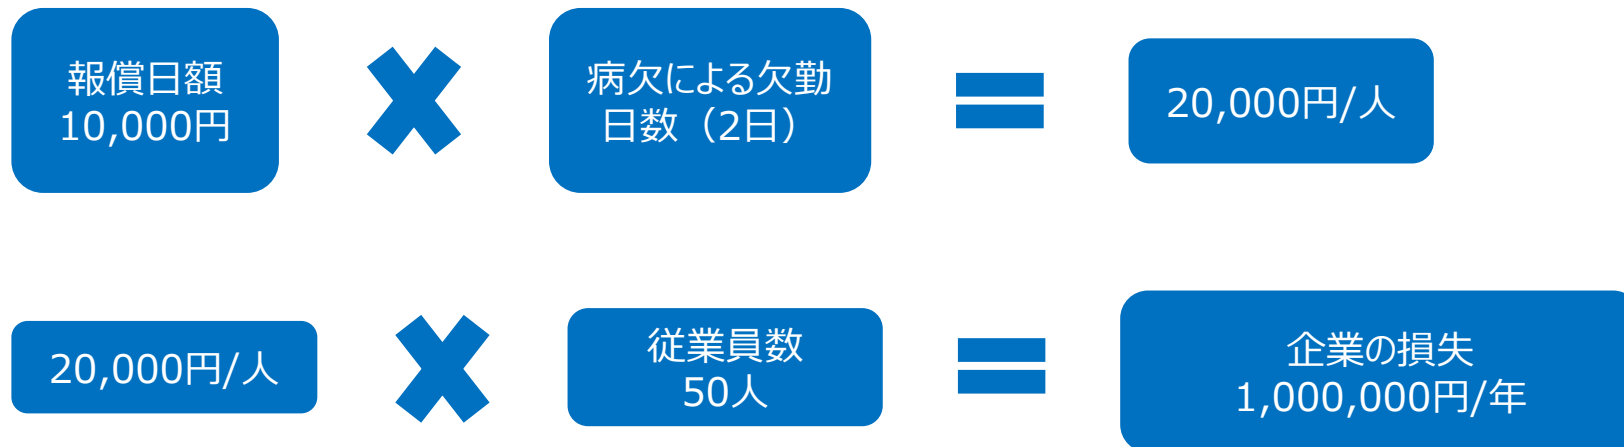 報償日額
10,000円
病欠による欠勤
日数（2日）
20,000円/人
20,000円/人
従業員数
50人
企業の損失
1,000,000円/年